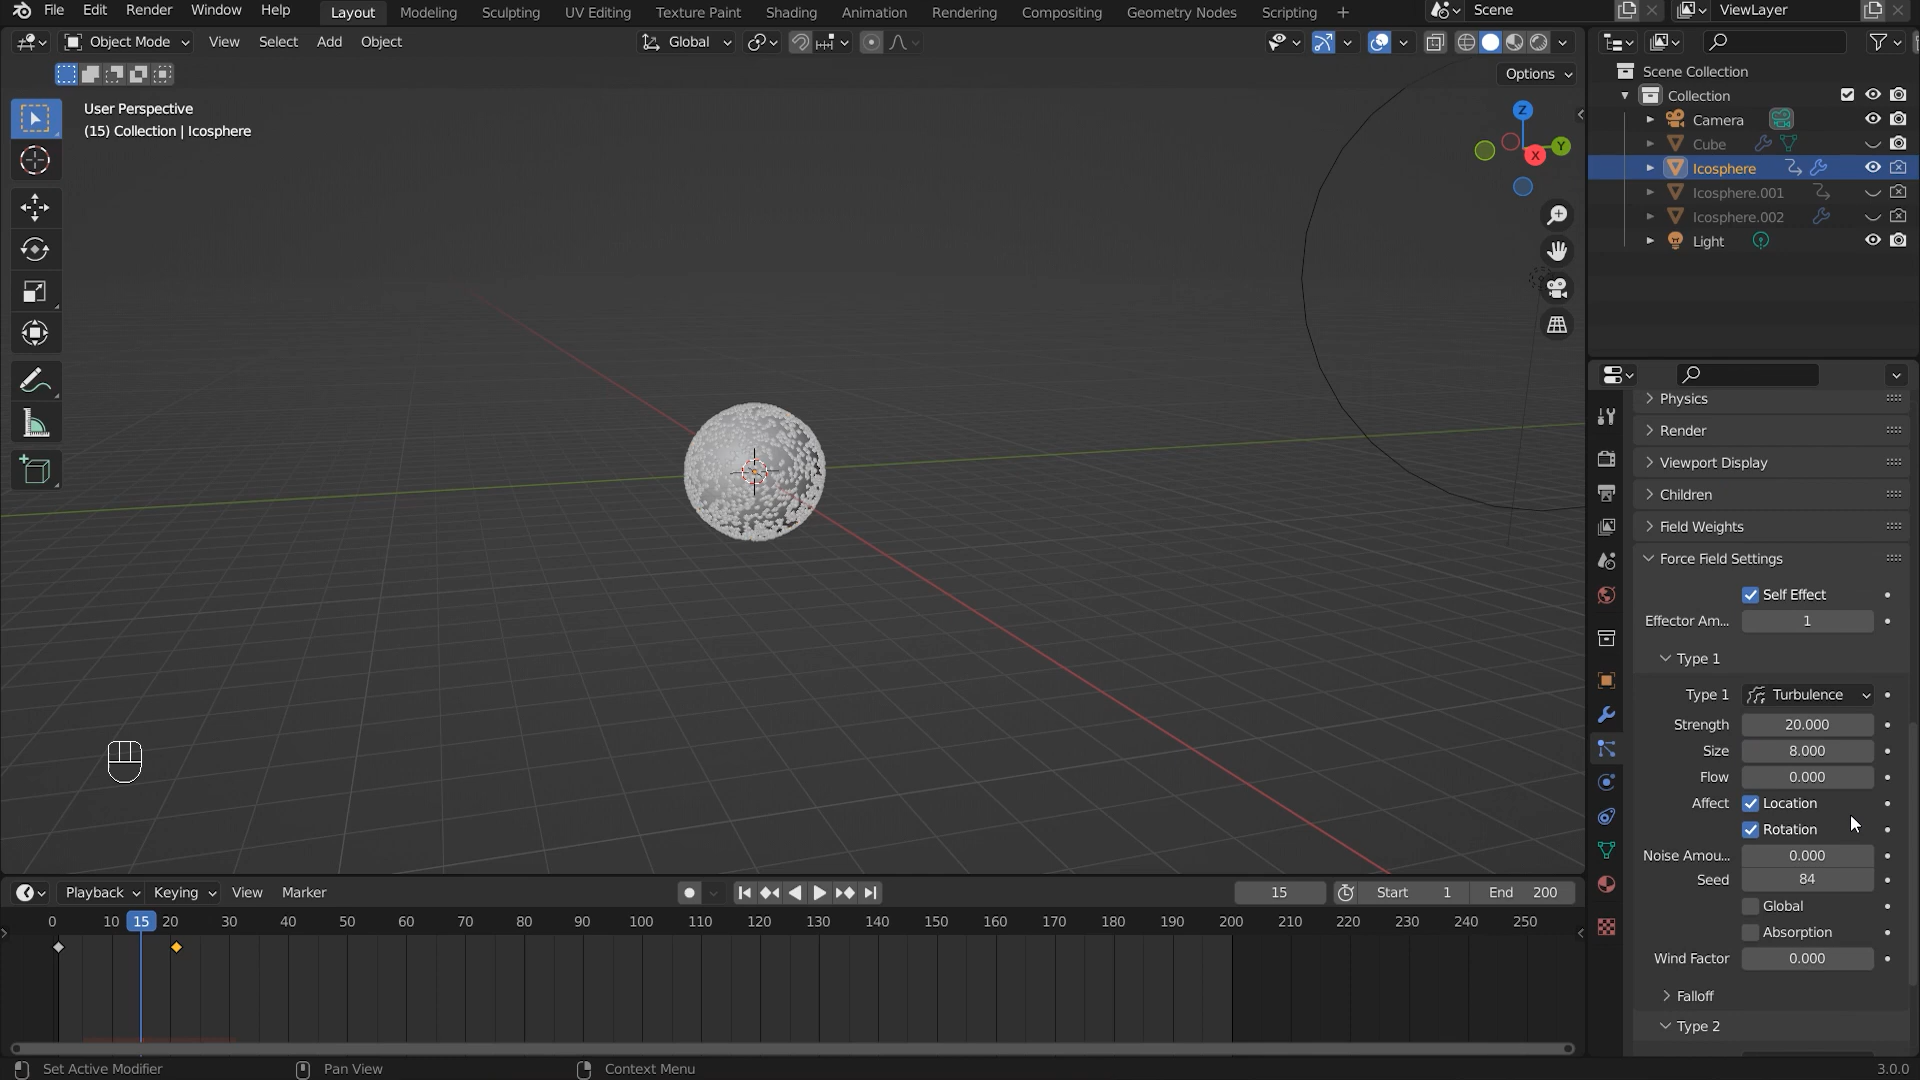 File Edit Render Window Help Layout Modeling Sculpting UV Editing Texture Paint Shading Animation Rendering Compositing Geometry Nodes Scripting + Scene ViewLayer
Object Mode View Select Add Object Global
Options
User Perspective
(15) Collection | Icosphere
Z
Y
X
Scene Collection
Collection
Camera
Cube
Icosphere
Icosphere.001
Icosphere.002
Light
Physics
Render
Viewport Display
Children
Field Weights
Force Field Settings
Self Effect
Effector Am... 1
Type 1
Type 1 Turbulence
Strength 20.000
Size 8.000
Flow 0.000
Affect Location
Rotation
Noise Amou... 0.000
Seed 84
Global
Absorption
Wind Factor 0.000
Falloff
Type 2
Playback Keying View Marker 15 Start 1 End 200
0 10 15 20 30 40 50 60 70 80 90 100 110 120 130 140 150 160 170 180 190 200 210 220 230 240 250
Set Active Modifier Pan View Context Menu 3.0.0